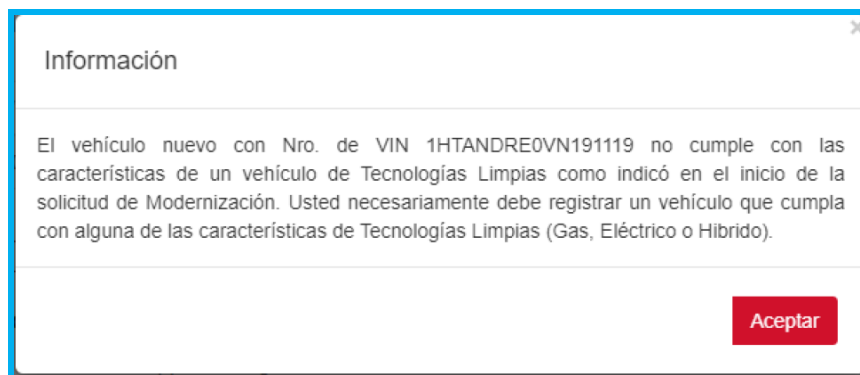 Información
El vehículo nuevo con Nro. de VIN 1HTANDRE0VN191119 no cumple con las
características de un vehículo de Tecnologías Limpias como indicó en el inicio de la
solicitud de Modernización. Usted necesariamente debe registrar un vehículo que cumpla
con alguna de las características de Tecnologías Limpias (Gas, Eléctrico o Hibrido).
Aceptar